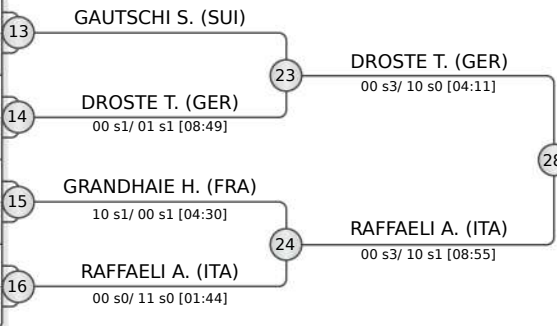 GAUTSCHI S. (SUI)
13
23
DROSTE T. (GER)
00 s3/ 10 s0 [04:11]
DROSTE T. (GER)
14
00 s1/ 01 s1 [08:49]
28
GRANDHAIE H. (FRA)
15
10 s1/ 00 s1 [04:30]
24
RAFFAELI A. (ITA)
00 s3/ 10 s1 [08:55]
RAFFAELI A. (ITA)
16
00 s0/ 11 s0 [01:44]